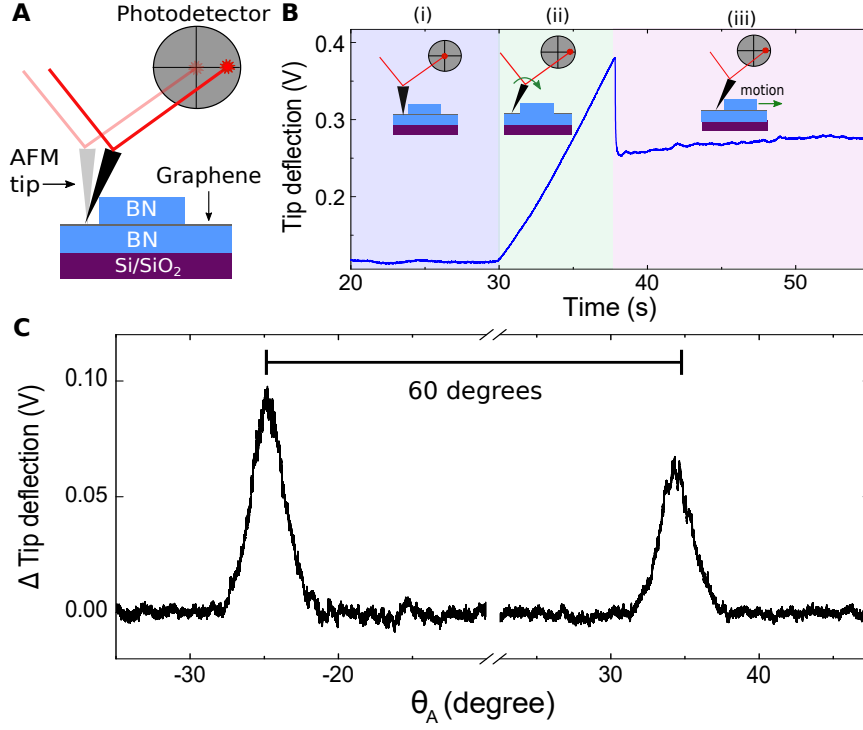 A
Photodetector
AFM
tip
Graphene
BN
BN
Si/SiO₂
B
(i)
(ii)
(iii)
motion
Tip deflection (V)
0.4
0.3
0.2
20
30
40
50
Time (s)
C
60 degrees
Δ Tip deflection (V)
0.10
0.05
0.00
-30
-20
30
40
θ_A (degree)